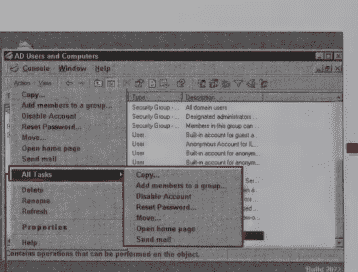 AD Users and Computers
Console Window Help
Action View
Type Description
Copy...
Add members to a group...
Disable Account
Reset Password...
Move...
Open home page
Send mail
All Tasks
Delete
Rename
Refresh
Properties
Help
Security Group - ... All domain users
Security Group - ... Designated administrators...
Security Group - ... Members in this group can...
User Built-in account for guest a
User Anonymous Account for IL..
User Built-in account for anonym...
User Built-in account for anonym...
Copy...
Add members to a group...
Disable Account
Reset Password...
Move...
Open home page
Send mail
Contains operations that can be performed on the object.